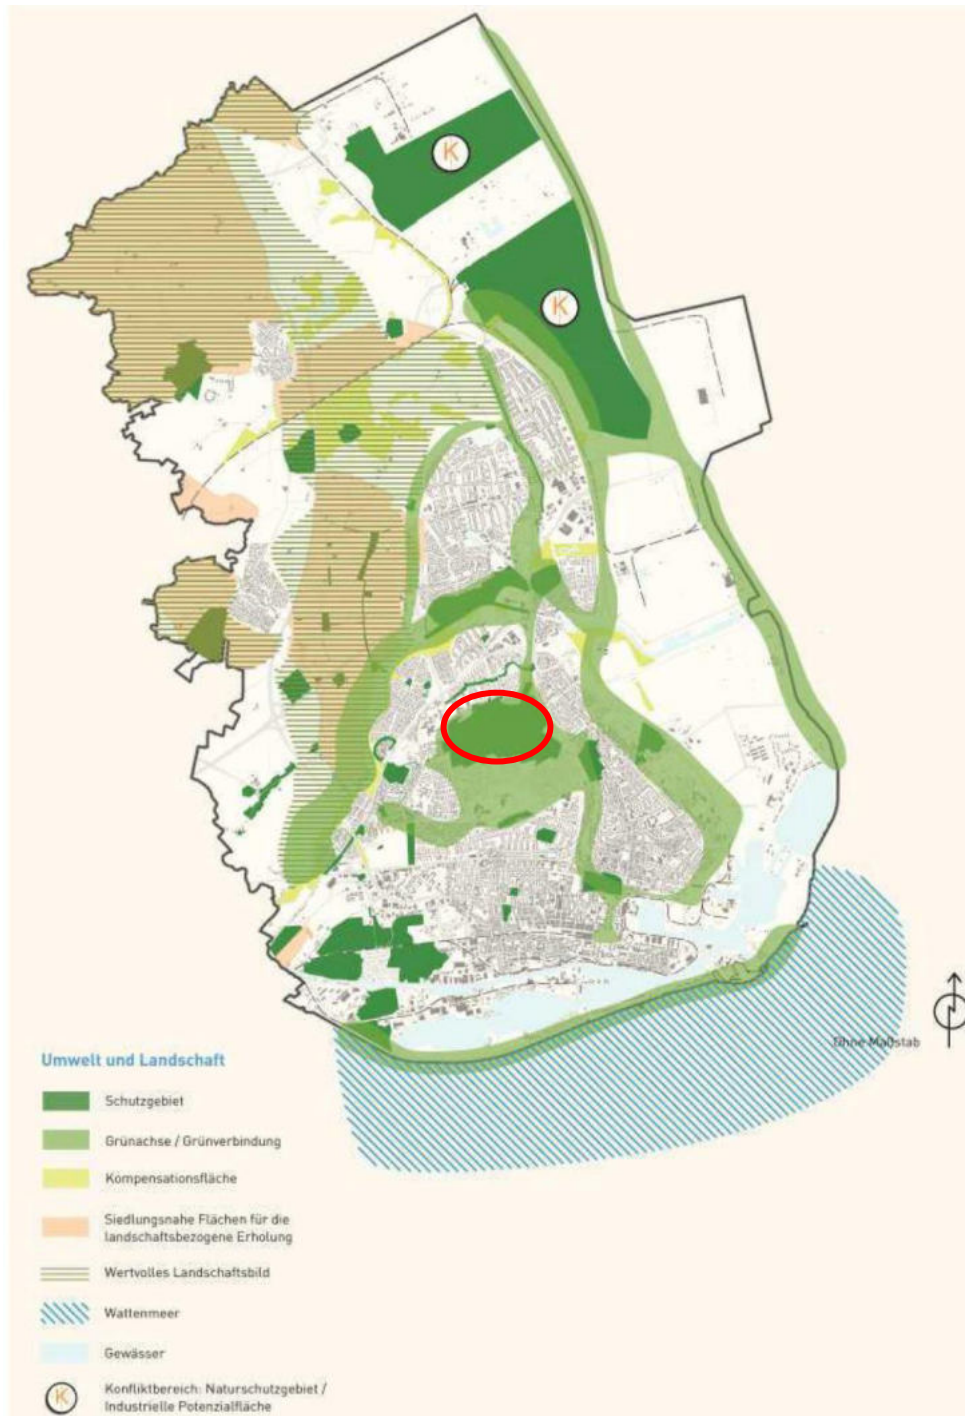 K
K
Ohne Maßstab
Umwelt und Landschaft
Schutzgebiet
Grünachse / Grünverbindung
Kompensationsfläche
Siedlungsnahe Flächen für die
landschaftsbezogene Erholung
Wertvolles Landschaftsbild
Wattenmeer
Gewässer
K
Konfliktbereich: Naturschutzgebiet /
Industrielle Potenzialfläche